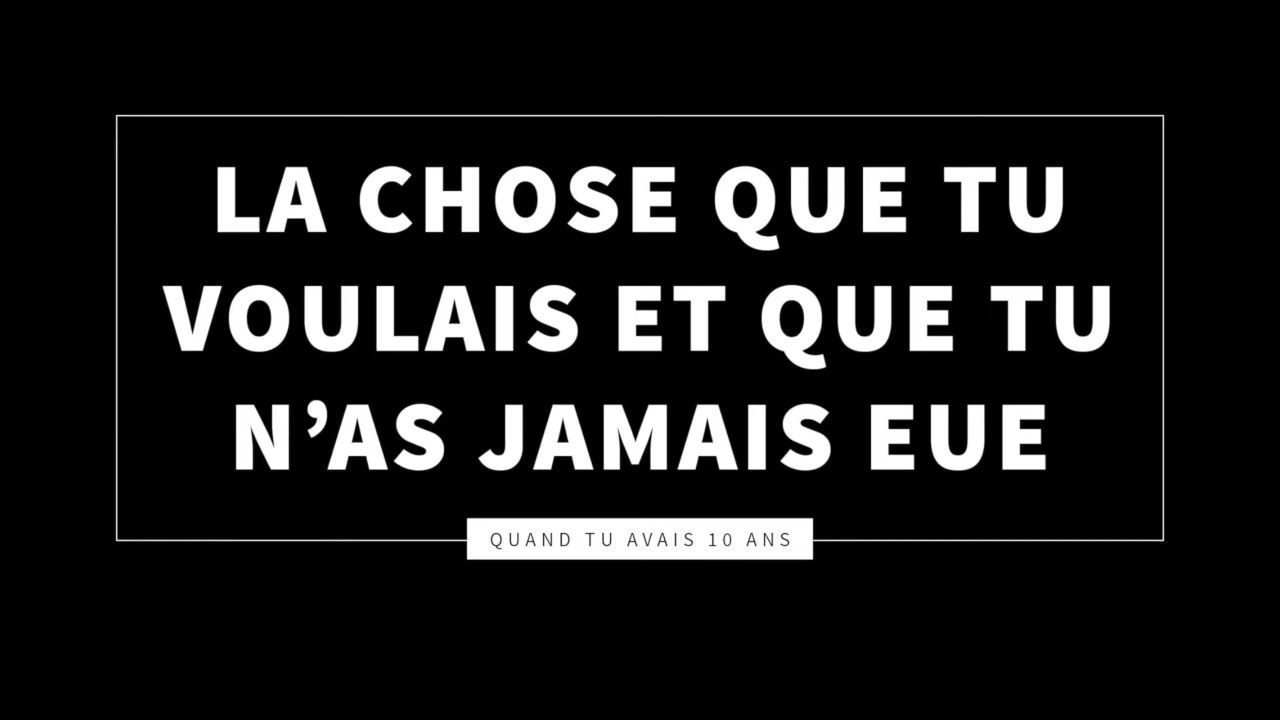 LA CHOSE QUE TU
VOULAIS ET QUE TU
N’AS JAMAIS EUE
QUAND TU AVAIS 10 ANS